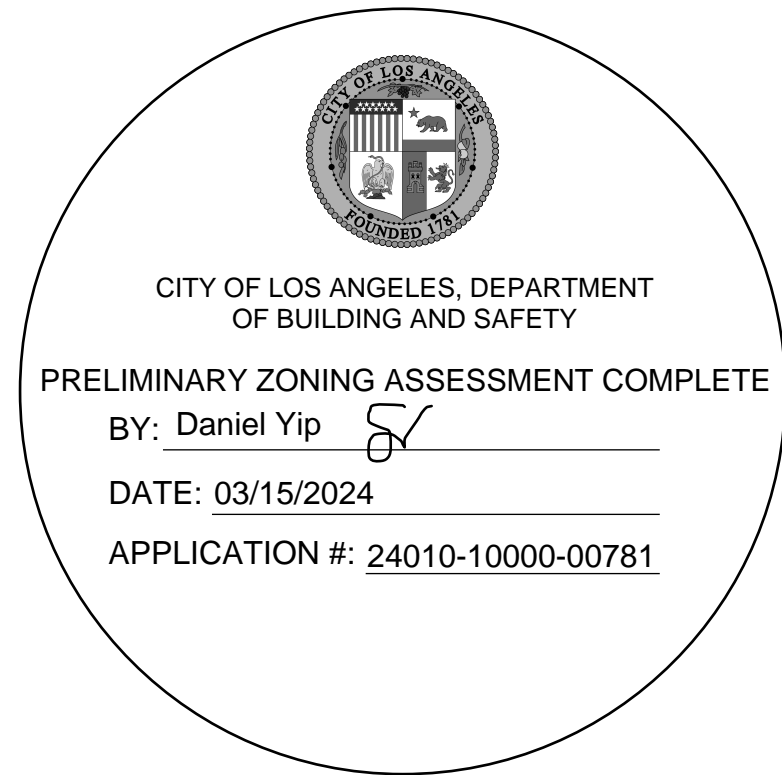 CITY OF LOS ANGELES
FOUNDED 1781
CITY OF LOS ANGELES, DEPARTMENT
OF BUILDING AND SAFETY
PRELIMINARY ZONING ASSESSMENT COMPLETE
BY: Daniel Yip
DATE: 03/15/2024
APPLICATION #: 24010-10000-00781